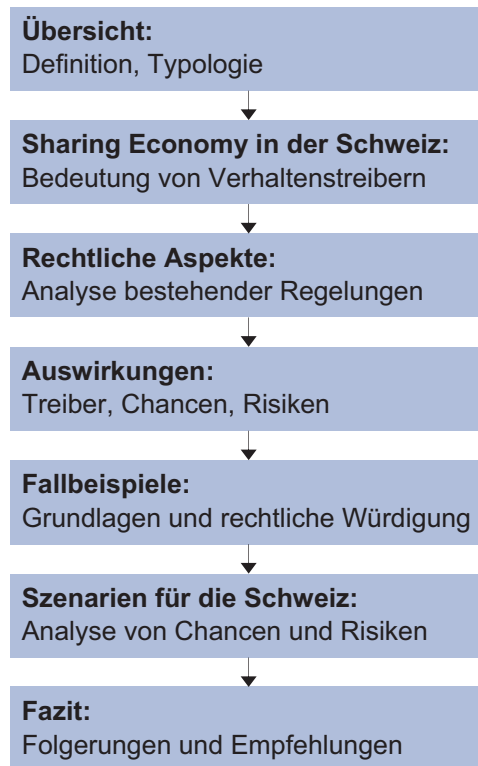 Übersicht:
Definition, Typologie
Sharing Economy in der Schweiz:
Bedeutung von Verhaltenstreibern
Rechtliche Aspekte:
Analyse bestehender Regelungen
Auswirkungen:
Treiber, Chancen, Risiken
Fallbeispiele:
Grundlagen und rechtliche Würdigung
Szenarien für die Schweiz:
Analyse von Chancen und Risiken
Fazit:
Folgerungen und Empfehlungen